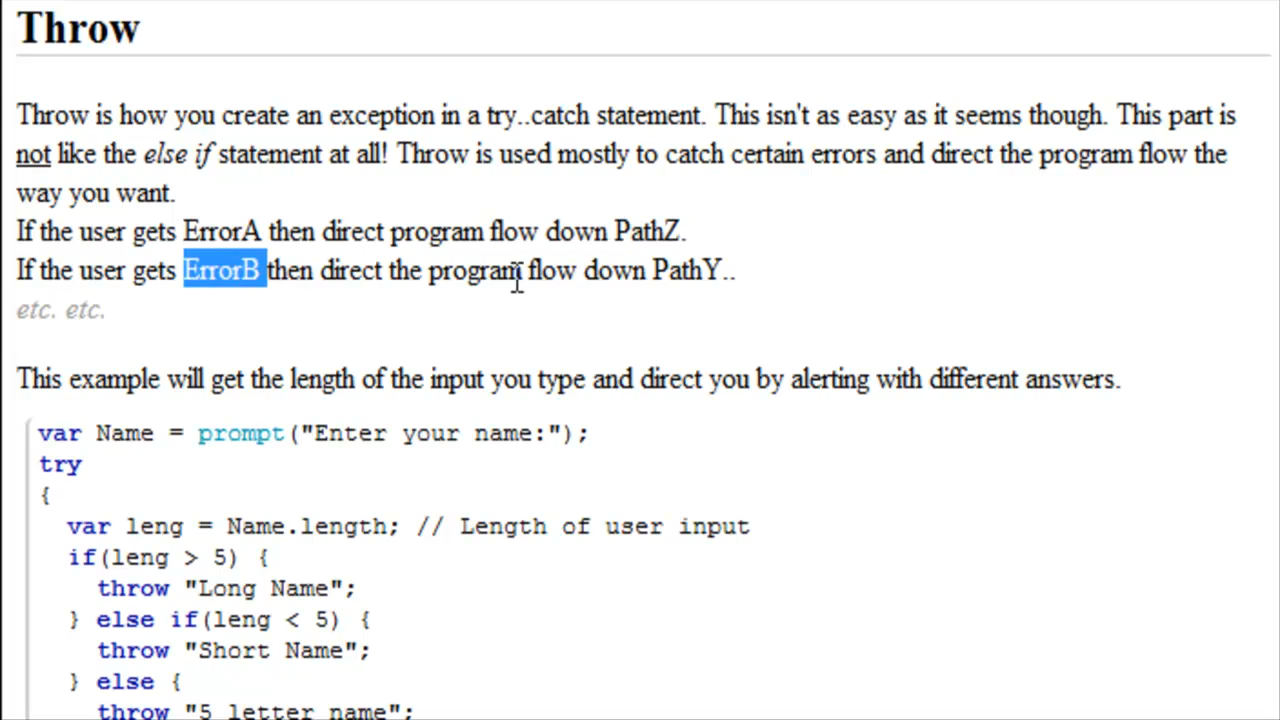 Throw
Throw is how you create an exception in a try..catch statement. This isn't as easy as it seems though. This part is
not like the else if statement at all! Throw is used mostly to catch certain errors and direct the program flow the
way you want.
If the user gets ErrorA then direct program flow down PathZ.
If the user gets ErrorB then direct the program flow down PathY..
etc. etc.
This example will get the length of the input you type and direct you by alerting with different answers.
var Name = prompt("Enter your name:");
try
{
var leng = Name.length; // Length of user input
if(leng > 5) {
throw "Long Name";
} else if(leng < 5) {
throw "Short Name";
} else {
throw "5 letter name";